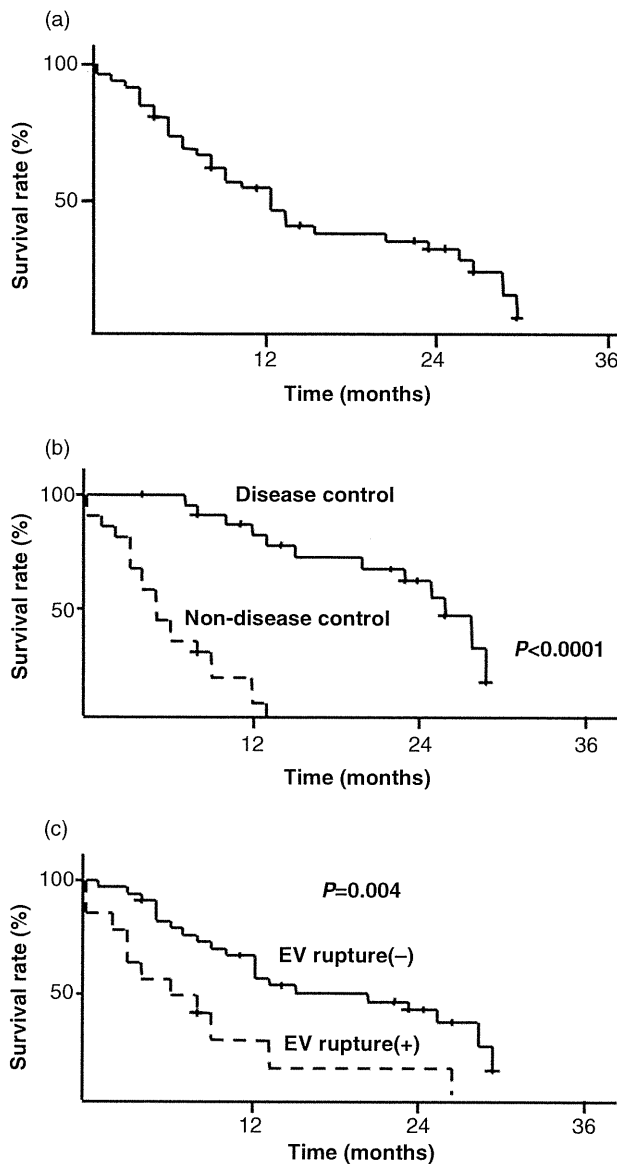 (a)
100
50
Survival rate (%)
12
24
36
Time (months)
(b)
100
50
Survival rate (%)
Disease control
Non-disease control
P<0.0001
12
24
36
Time (months)
(c)
100
50
Survival rate (%)
P=0.004
EV rupture(–)
EV rupture(+)
12
24
36
Time (months)